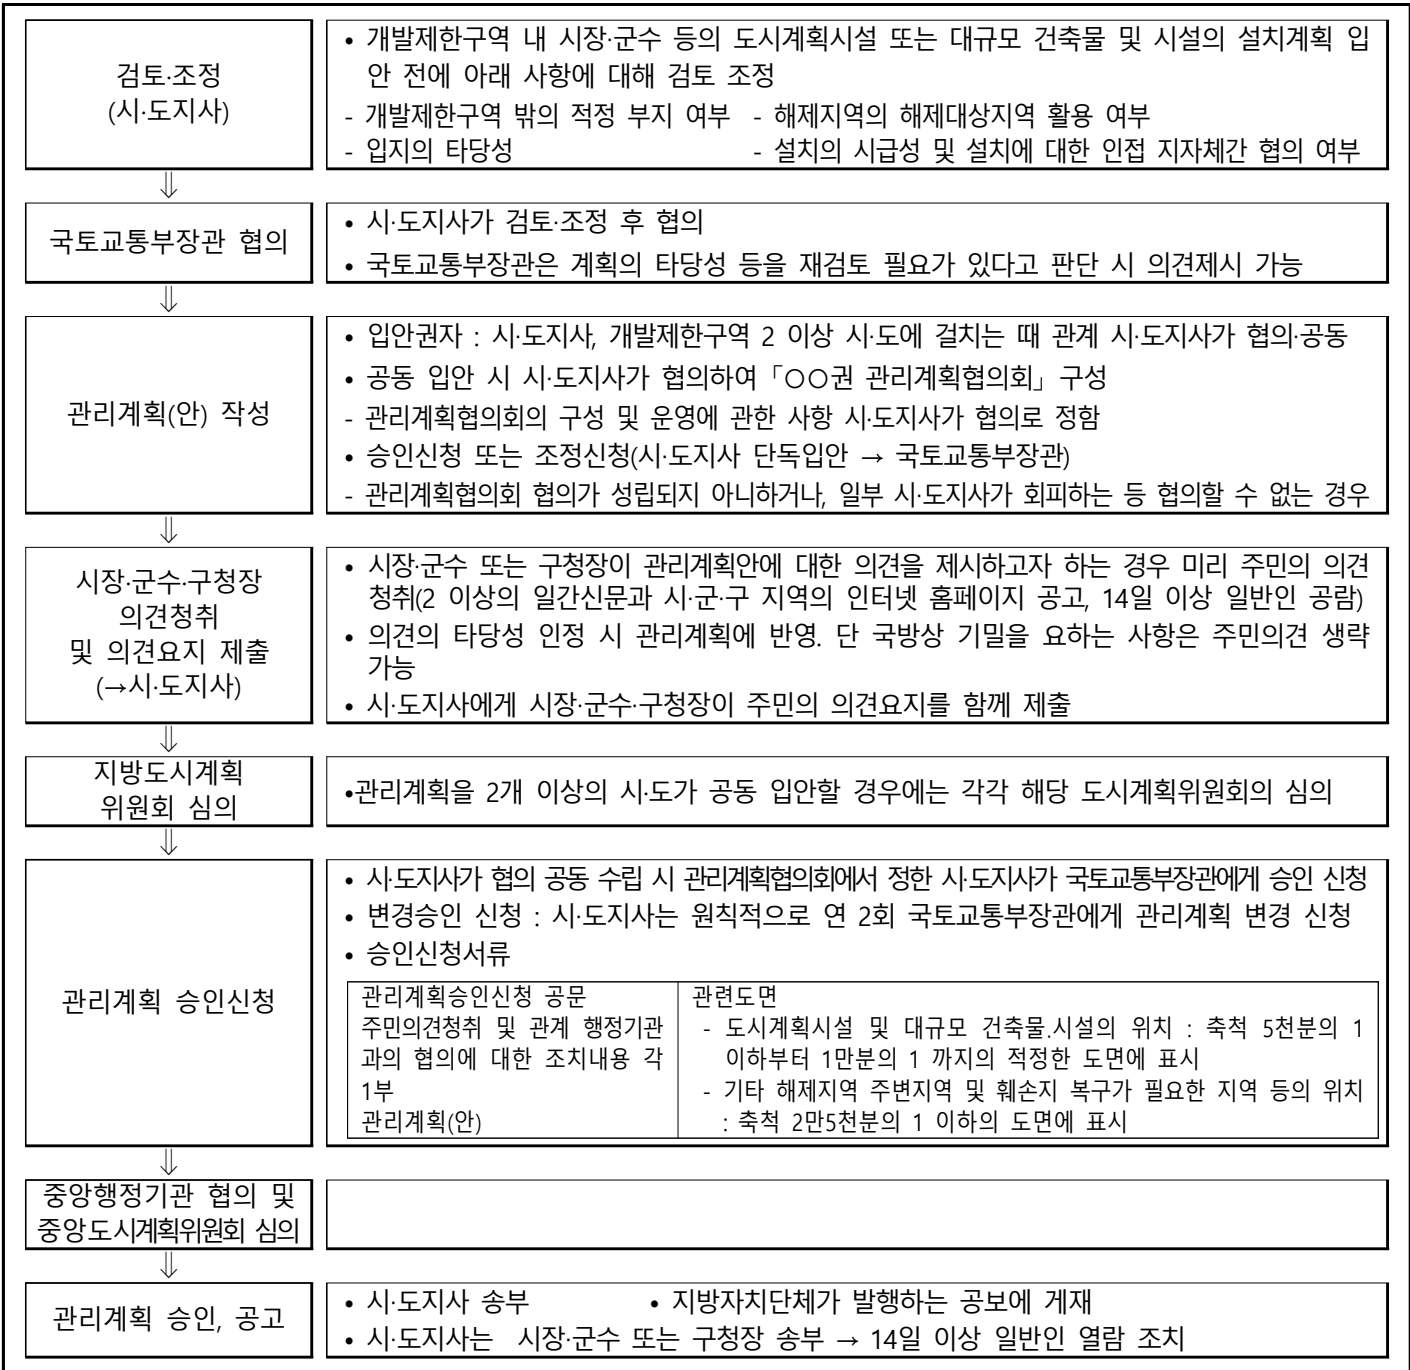 검토·조정
(시·도지사)
• 개발제한구역 내 시장·군수 등의 도시계획시설 또는 대규모 건축물 및 시설의 설치계획 입
안 전에 아래 사항에 대해 검토 조정
- 개발제한구역 밖의 적정 부지 여부 - 해제지역의 해제대상지역 활용 여부
- 입지의 타당성 - 설치의 시급성 및 설치에 대한 인접 지자체간 협의 여부
⇓
국토교통부장관 협의
• 시·도지사가 검토·조정 후 협의
• 국토교통부장관은 계획의 타당성 등을 재검토 필요가 있다고 판단 시 의견제시 가능
⇓
관리계획(안) 작성
• 입안권자 : 시·도지사, 개발제한구역 2 이상 시·도에 걸치는 때 관계 시·도지사가 협의·공동
• 공동 입안 시 시·도지사가 협의하여「○○권 관리계획협의회」구성
- 관리계획협의회의 구성 및 운영에 관한 사항 시·도지사가 협의로 정함
• 승인신청 또는 조정신청(시·도지사 단독입안 → 국토교통부장관)
- 관리계획협의회 협의가 성립되지 아니하거나, 일부 시·도지사가 회피하는 등 협의할 수 없는 경우
⇓
시장·군수·구청장
의견청취
및 의견요지 제출
(→시·도지사)
• 시장·군수 또는 구청장이 관리계획안에 대한 의견을 제시하고자 하는 경우 미리 주민의 의견
청취(2 이상의 일간신문과 시·군·구 지역의 인터넷 홈페이지 공고, 14일 이상 일반인 공람)
• 의견의 타당성 인정 시 관리계획에 반영. 단 국방상 기밀을 요하는 사항은 주민의견 생략
가능
• 시·도지사에게 시장·군수·구청장이 주민의 의견요지를 함께 제출
⇓
지방도시계획
위원회 심의
•관리계획을 2개 이상의 시·도가 공동 입안할 경우에는 각각 해당 도시계획위원회의 심의
⇓
관리계획 승인신청
• 시·도지사가 협의 공동 수립 시 관리계획협의회에서 정한 시·도지사가 국토교통부장관에게 승인 신청
• 변경승인 신청 : 시·도지사는 원칙적으로 연 2회 국토교통부장관에게 관리계획 변경 신청
• 승인신청서류
관리계획승인신청 공문
주민의견청취 및 관계 행정기관
과의 협의에 대한 조치내용 각
1부
관리계획(안)
관련도면
- 도시계획시설 및 대규모 건축물.시설의 위치 : 축척 5천분의 1
이하부터 1만분의 1 까지의 적정한 도면에 표시
- 기타 해제지역 주변지역 및 훼손지 복구가 필요한 지역 등의 위치
: 축척 2만5천분의 1 이하의 도면에 표시
⇓
중앙행정기관 협의 및
중앙도시계획위원회 심의
⇓
관리계획 승인, 공고
• 시·도지사 송부 • 지방자치단체가 발행하는 공보에 게재
• 시·도지사는 시장·군수 또는 구청장 송부 → 14일 이상 일반인 열람 조치